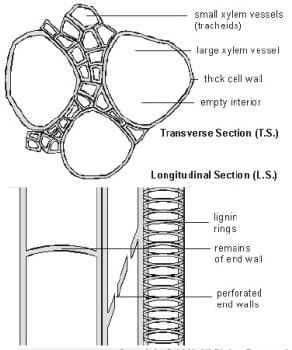 small xylem vessels
(tracheids)
large xylem vessel
thick cell wall
empty interior
Transverse Section (T.S.)
Longitudinal Section (L.S.)
lignin
rings
remains
of end wall
perforated
end walls